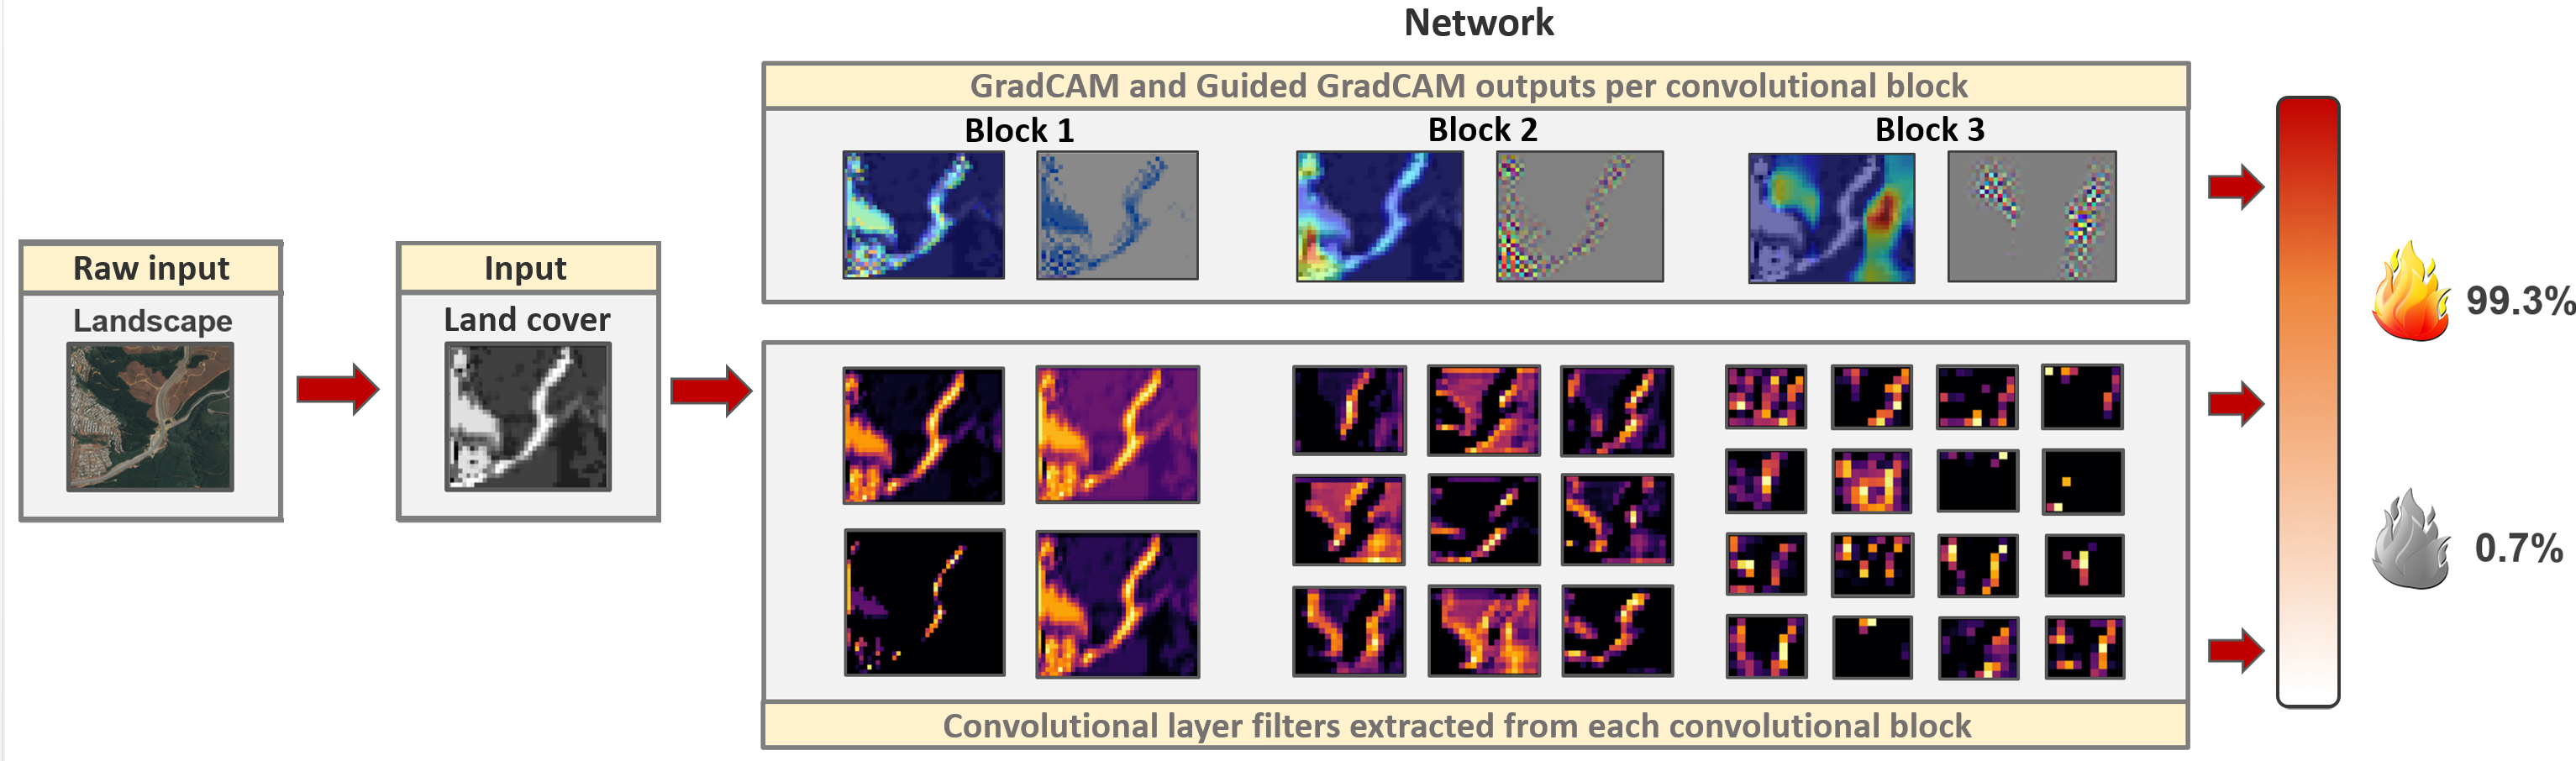 Network
GradCAM and Guided GradCAM outputs per convolutional block
Block 1
Block 2
Block 3
Raw input
Landscape
Input
Land cover
99.3%
0.7%
Convolutional layer filters extracted from each convolutional block